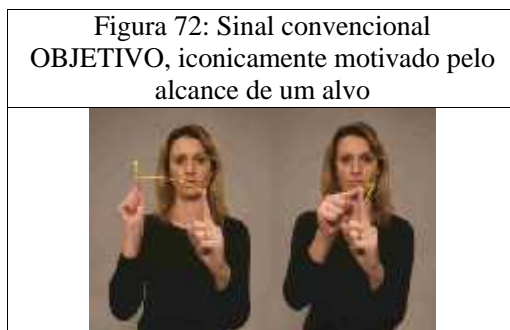 Figura 72: Sinal convencional
OBJETIVO, iconicamente motivado pelo
alcance de um alvo